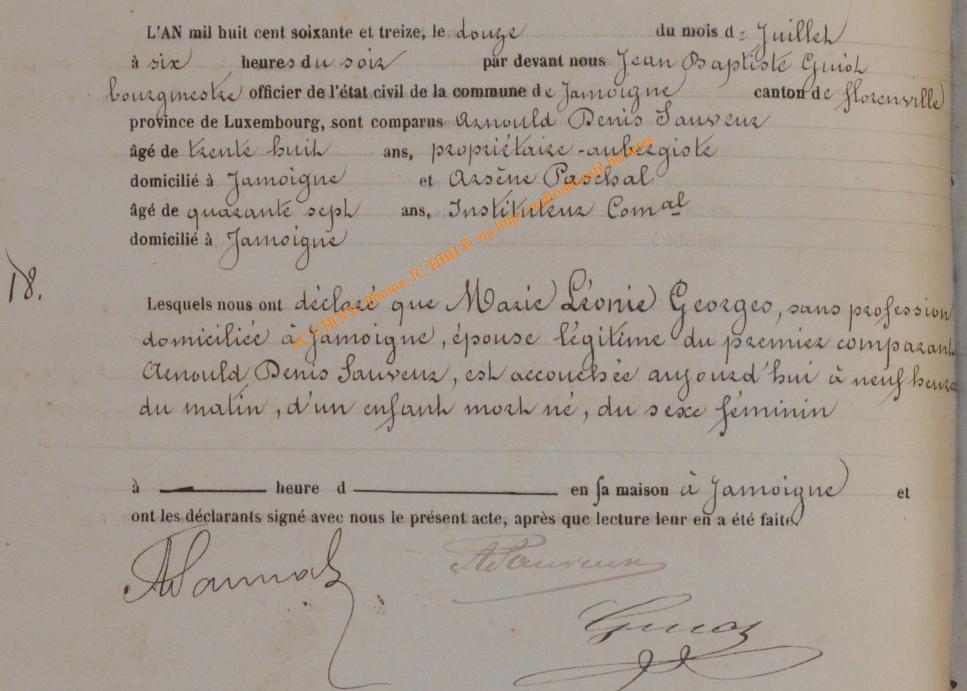 L'AN mil huit cent soixante et treize, le douze du mois de Juillet
à six heures du soir par devant nous Jean Baptiste Guiot
bourgmestre officier de l'état civil de la commune de Jamoigne canton de florenville
province de Luxembourg, sont comparus Arnould Denis Sauveur
âgé de trente huit ans, propriétaire-aubergiste
domicilié à Jamoigne et Arsène Paschal
âgé de quarante sept ans, Instituteur Comal
domicilié à Jamoigne
18.
Lesquels nous ont déclaré que Marie Léonie Georges, sans profession
domiciliée à Jamoigne, épouse légitime du premier comparant
Arnould Denis Sauveur, est accouchée aujourd'hui à neuf heures
du matin, d'un enfant mort né, du sexe féminin
à heure d en sa maison à Jamoigne et
ont les déclarants signé avec nous le présent acte, après que lecture leur en a été faite.
ADSauveur
Guiot